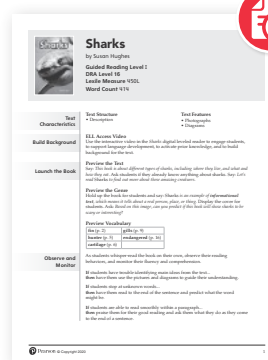 Sharks
Sharks
by Susan Hughes
Guided Reading Level I
DRA Level 16
Lexile Measure 450L
Word Count 414
Text Characteristics
Text Structure
• Description
Text Features
• Photographs
• Diagrams
Build Background
ELL Access Video
Use the interactive video in the Sharks digital leveled reader to engage students,
to support language development, to activate prior knowledge, and to build
background for the text.
Launch the Book
Preview the Text
Say: This book is about different types of sharks, including where they live, and what and
how they eat. Ask students if they already know anything about sharks. Say: Let's
read Sharks to find out more about these amazing creatures.
Preview the Genre
Hold up the book for students and say: Sharks is an example of informational
text, which means it tells about a real person, place, or thing. Display the cover for
students. Ask: Based on this image, can you predict if this book will show sharks to be
scary or interesting?
Preview Vocabulary
fin (p. 2) gills (p. 9)
hunter (p. 5) endangered (p. 16)
cartilage (p. 6)
Observe and Monitor
As students whisper-read the book on their own, observe their reading
behaviors, and monitor their fluency and comprehension.
If students have trouble identifying main ideas from the text…
then have them use the pictures and diagrams to guide their understanding.
If students stop at unknown words…
then have them read to the end of the sentence and predict what the word
might be.
If students are able to read smoothly within a paragraph…
then praise them for their good reading and ask them what they do as they come
to the end of a sentence.
Pearson © Copyright 2020
1